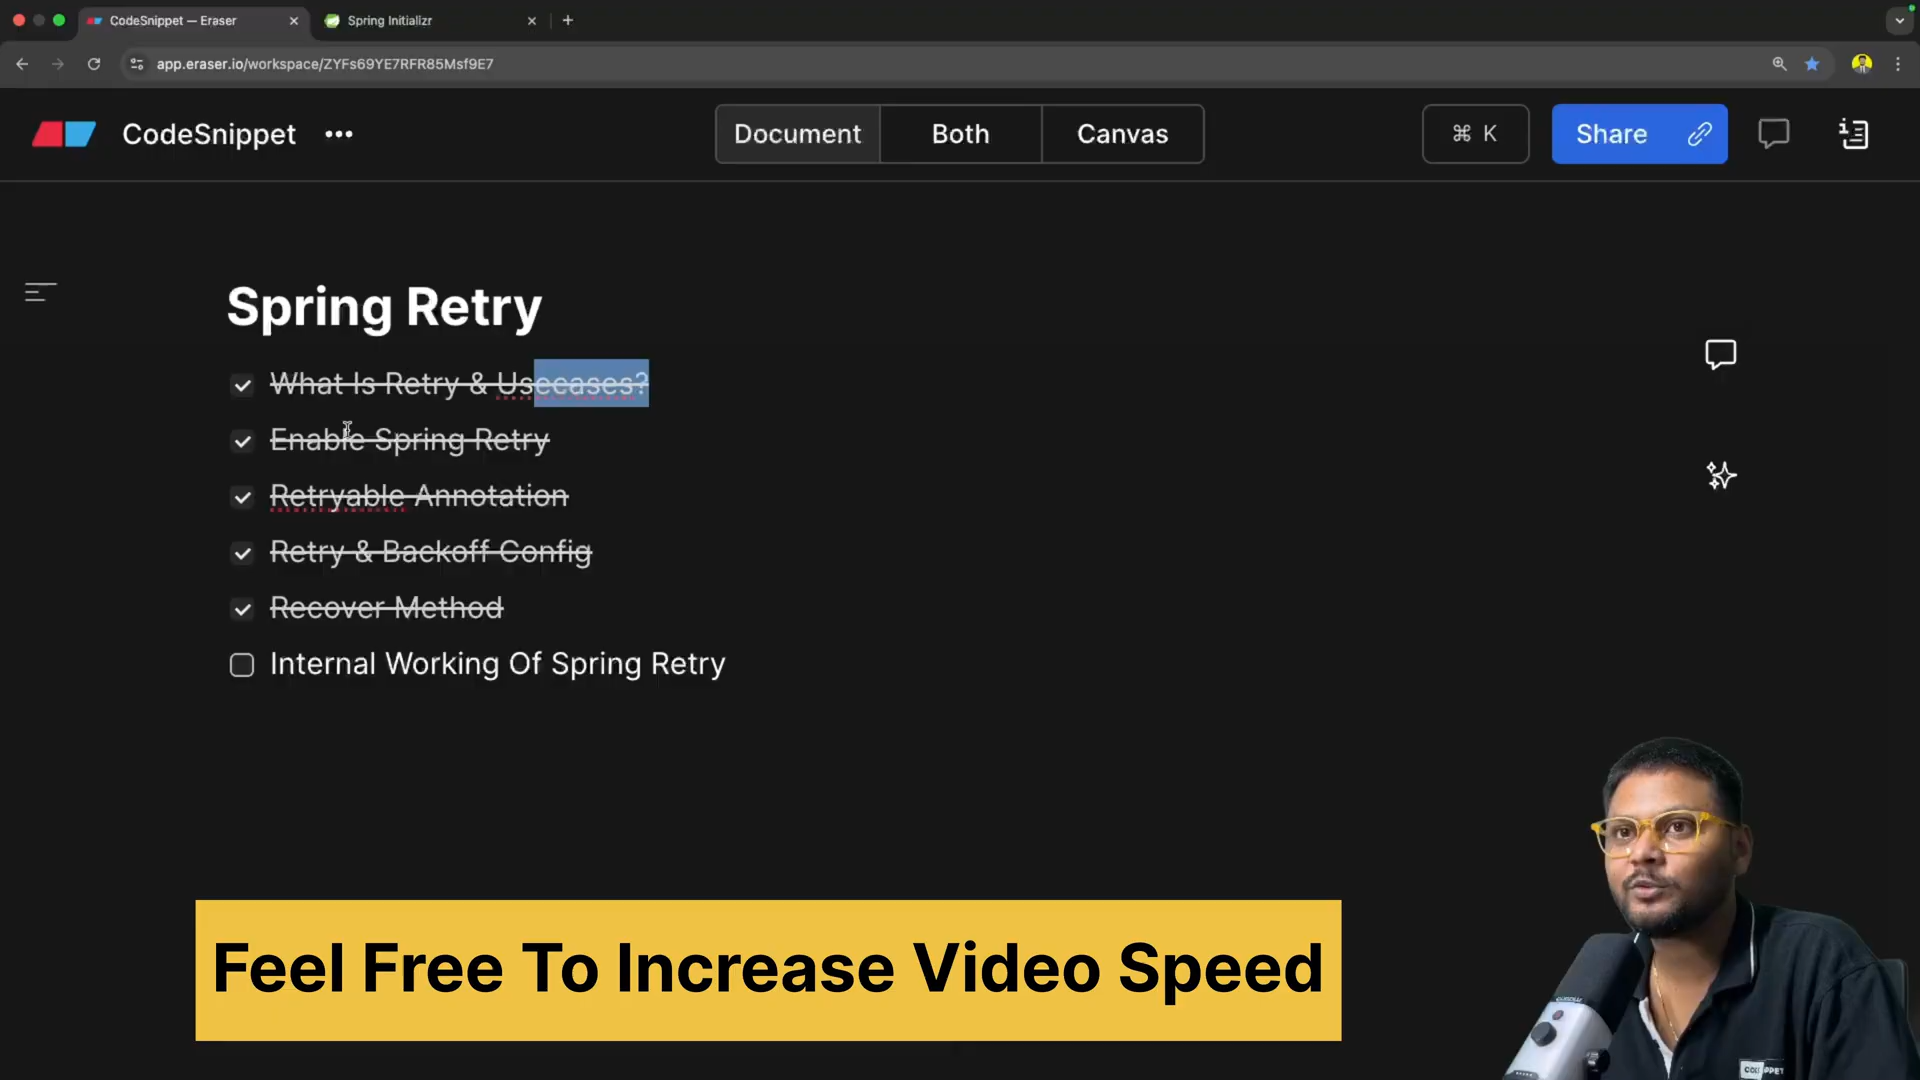 CodeSnippet — Eraser
Spring Initializr
app.eraser.io/workspace/ZYFs69YE7RFR85Msf9E7
CodeSnippet
Document
Both
Canvas
⌘ K
Share
Spring Retry
What Is Retry & Usecases?
Enable Spring Retry
Retryable Annotation
Retry & Backoff Config
Recover Method
Internal Working Of Spring Retry
Feel Free To Increase Video Speed